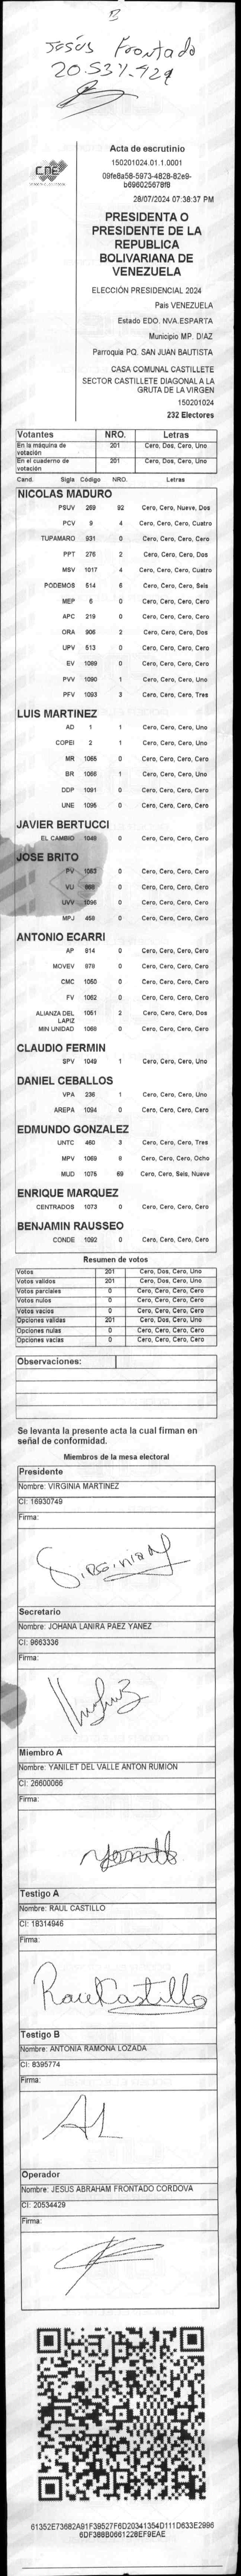 B
Jesús Frontado
20.534.429
CNE
Acta de escrutinio
150201024.01.1.0001
09fe8a58-5973-4828-82e9-
b696025678f8
28/07/2024 07:38:37 PM
PRESIDENTA O
PRESIDENTE DE LA
REPUBLICA
BOLIVARIANA DE
VENEZUELA
ELECCIÓN PRESIDENCIAL 2024
País VENEZUELA
Estado EDO. NVA.ESPARTA
Municipio MP. DIAZ
Parroquia PQ. SAN JUAN BAUTISTA
CASA COMUNAL CASTILLETE
SECTOR CASTILLETE DIAGONAL A LA
GRUTA DE LA VIRGEN
150201024
232 Electores
Votantes NRO. Letras
En la máquina de votación 201 Cero, Dos, Cero, Uno
En el cuaderno de votación 201 Cero, Dos, Cero, Uno
Cand. Sigla Código NRO. Letras
NICOLAS MADURO
PSUV 269 92 Cero, Cero, Nueve, Dos
PCV 9 4 Cero, Cero, Cero, Cuatro
TUPAMARO 931 0 Cero, Cero, Cero, Cero
PPT 276 2 Cero, Cero, Cero, Dos
MSV 1017 4 Cero, Cero, Cero, Cuatro
PODEMOS 514 6 Cero, Cero, Cero, Seis
MEP 6 0 Cero, Cero, Cero, Cero
APC 219 0 Cero, Cero, Cero, Cero
ORA 906 2 Cero, Cero, Cero, Dos
UPV 513 0 Cero, Cero, Cero, Cero
EV 1089 0 Cero, Cero, Cero, Cero
PVV 1090 1 Cero, Cero, Cero, Uno
PFV 1093 3 Cero, Cero, Cero, Tres
LUIS MARTINEZ
AD 1 1 Cero, Cero, Cero, Uno
COPEI 2 1 Cero, Cero, Cero, Uno
MR 1065 0 Cero, Cero, Cero, Cero
BR 1066 1 Cero, Cero, Cero, Uno
DDP 1091 0 Cero, Cero, Cero, Cero
UNE 1095 0 Cero, Cero, Cero, Cero
JAVIER BERTUCCI
EL CAMBIO 1048 0 Cero, Cero, Cero, Cero
JOSE BRITO
PV 1083 0 Cero, Cero, Cero, Cero
VU 0 Cero, Cero, Cero, Cero
UVV 1096 0 Cero, Cero, Cero, Cero
MPJ 458 0 Cero, Cero, Cero, Cero
ANTONIO ECARRI
AP 814 0 Cero, Cero, Cero, Cero
MOVEV 879 0 Cero, Cero, Cero, Cero
CMC 1050 0 Cero, Cero, Cero, Cero
FV 1062 0 Cero, Cero, Cero, Cero
ALIANZA DEL LAPIZ 1051 2 Cero, Cero, Cero, Dos
MIN UNIDAD 1068 0 Cero, Cero, Cero, Cero
CLAUDIO FERMIN
SPV 1049 1 Cero, Cero, Cero, Uno
DANIEL CEBALLOS
VPA 236 1 Cero, Cero, Cero, Uno
AREPA 1094 0 Cero, Cero, Cero, Cero
EDMUNDO GONZALEZ
UNTC 460 3 Cero, Cero, Cero, Tres
MPV 1069 8 Cero, Cero, Cero, Ocho
MUD 1075 69 Cero, Cero, Seis, Nueve
ENRIQUE MARQUEZ
CENTRADOS 1073 0 Cero, Cero, Cero, Cero
BENJAMIN RAUSSEO
CONDE 1092 0 Cero, Cero, Cero, Cero
Resumen de votos
Votos 201 Cero, Dos, Cero, Uno
Votos validos 201 Cero, Dos, Cero, Uno
Votos parciales 0 Cero, Cero, Cero, Cero
Votos nulos 0 Cero, Cero, Cero, Cero
Votos vacios 0 Cero, Cero, Cero, Cero
Opciones validas 201 Cero, Dos, Cero, Uno
Opciones nulas 0 Cero, Cero, Cero, Cero
Opciones vacias 0 Cero, Cero, Cero, Cero
Observaciones:
Se levanta la presente acta la cual firman en
señal de conformidad.
Miembros de la mesa electoral
Presidente
Nombre: VIRGINIA MARTINEZ
CI: 16930749
Firma:
Virginia M
Secretario
Nombre: JOHANA LANIRA PAEZ YANEZ
CI: 9663336
Firma:
Miembro A
Nombre: YANILET DEL VALLE ANTON RUMION
CI: 26600066
Firma:
Testigo A
Nombre: RAUL CASTILLO
CI: 18314946
Firma:
Raul Castillo
Testigo B
Nombre: ANTONIA RAMONA LOZADA
CI: 8395774
Firma:
AL
Operador
Nombre: JESUS ABRAHAM FRONTADO CORDOVA
CI: 20534429
Firma:
61352E73682A91F39527F6D20341354D111D633E2996
6DF388B0661228EF9EAE